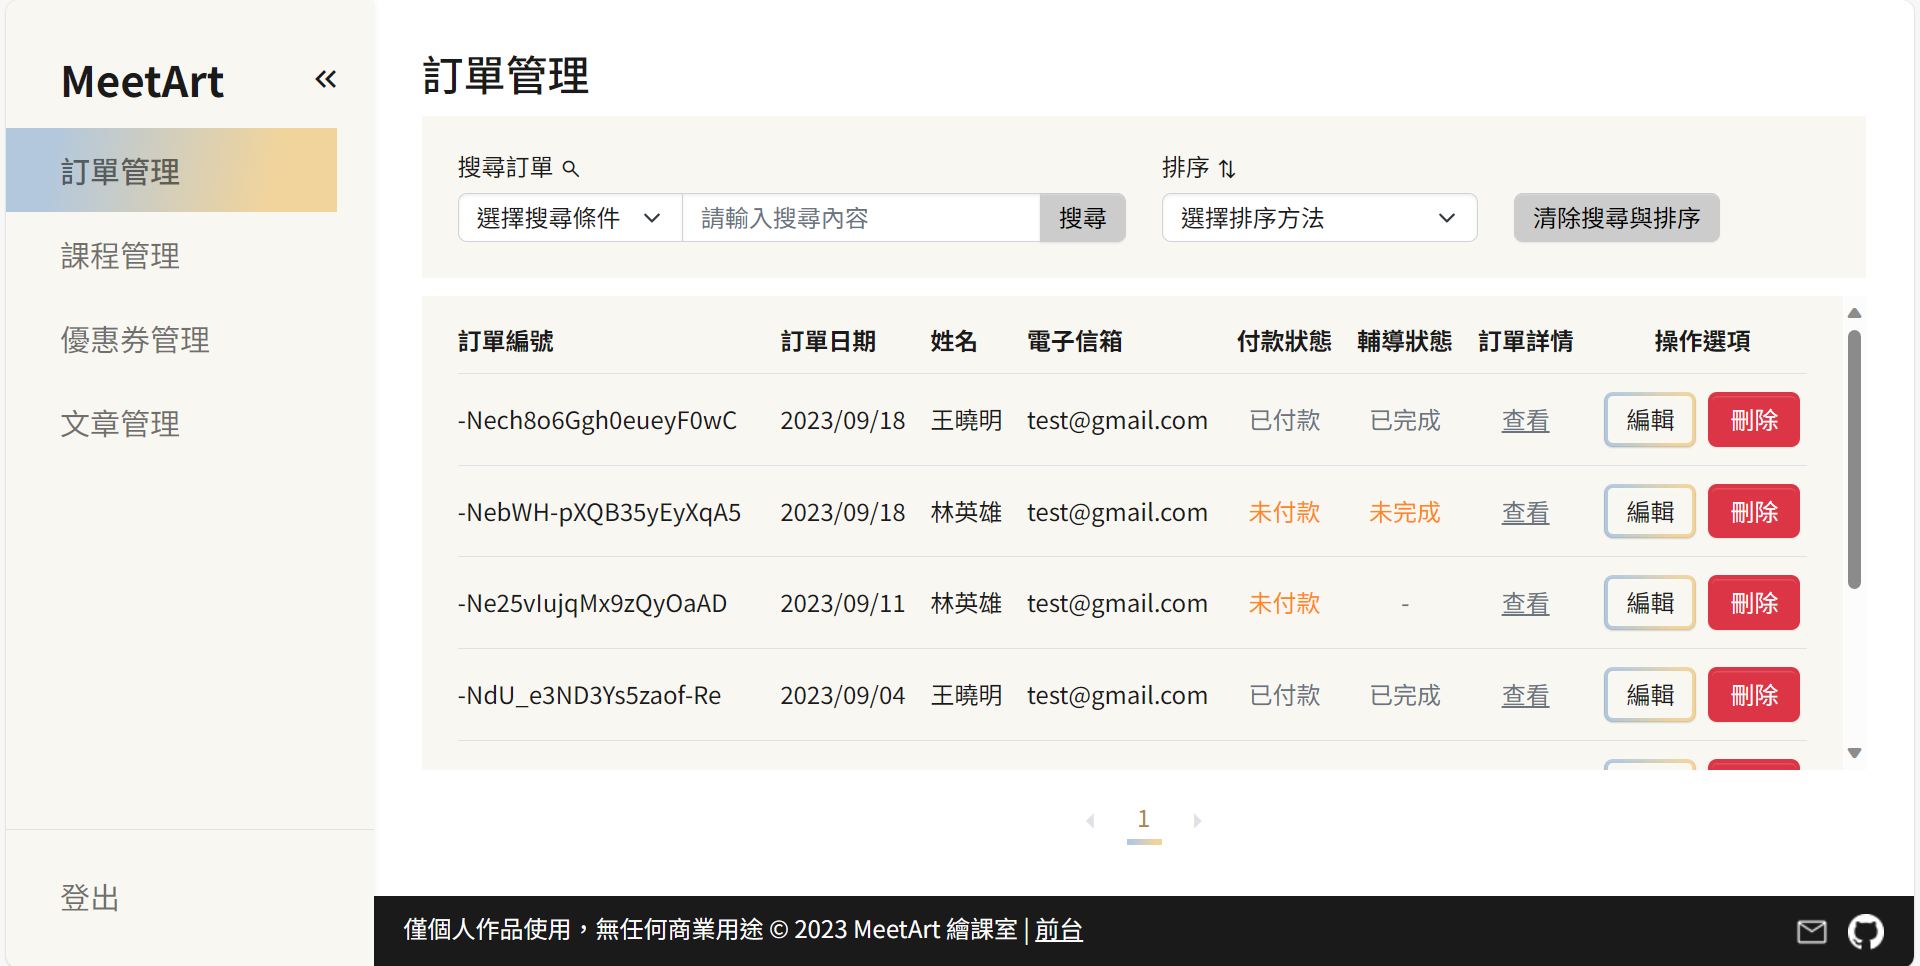 MeetArt
訂單管理
課程管理
優惠券管理
文章管理
登出
訂單管理
搜尋訂單
選擇搜尋條件 請輸入搜尋內容 搜尋
排序
選擇排序方法 清除搜尋與排序
訂單編號 訂單日期 姓名 電子信箱 付款狀態 輔導狀態 訂單詳情 操作選項
-Nech8o6Ggh0eueyF0wC 2023/09/18 王曉明 test@gmail.com 已付款 已完成 查看 編輯 刪除
-NebWH-pXQB35yEyXqA5 2023/09/18 林英雄 test@gmail.com 未付款 未完成 查看 編輯 刪除
-Ne25vIujqMx9zQyOaAD 2023/09/11 林英雄 test@gmail.com 未付款 - 查看 編輯 刪除
-NdU_e3ND3Ys5zaof-Re 2023/09/04 王曉明 test@gmail.com 已付款 已完成 查看 編輯 刪除
1
僅個人作品使用，無任何商業用途 © 2023 MeetArt 繪課室 | 前台